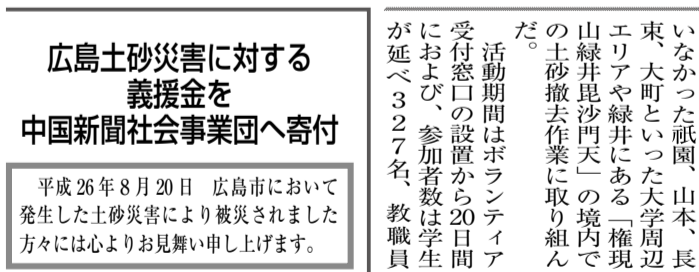 いなかった祇園、山本、長
束、大町といった大学周辺
エリアや緑井にある「権現
山緑井毘沙門天」の境内で
の土砂撤去作業に取り組ん
だ。
活動期間はボランティア
受付窓口の設置から20日間
におよび、参加者数は学生
が延べ327名、教職員
広島土砂災害に対する
義援金を
中国新聞社会事業団へ寄付
平成26年8月20日　広島市において
発生した土砂災害により被災されました
方々には心よりお見舞い申し上げます。